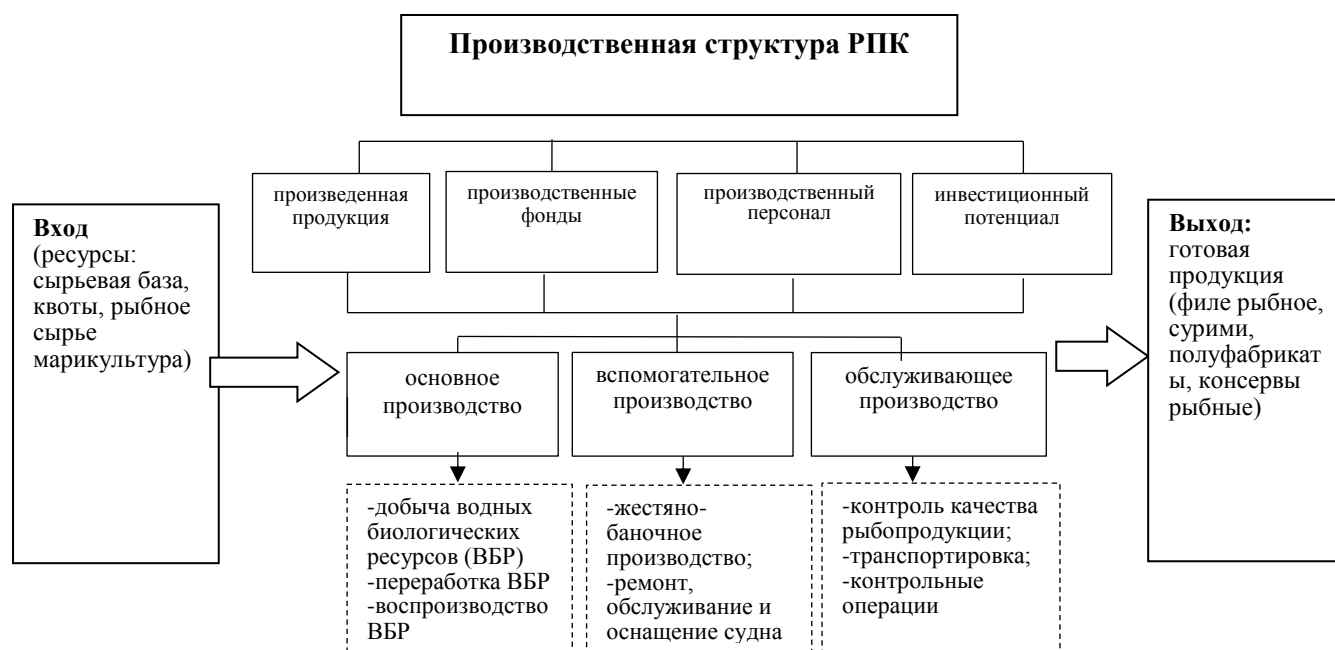 Производственная структура РПК
произведенная
продукция
производственные
фонды
производственный
персонал
инвестиционный
потенциал
Вход
(ресурсы:
сырьевая база,
квоты, рыбное
сырье
марикультура)
Выход:
готовая
продукция
(филе рыбное,
сурими,
полуфабрикат
ы, консервы
рыбные)
основное
производство
вспомогательное
производство
обслуживающее
производство
-добыча водных
биологических
ресурсов (ВБР)
-переработка ВБР
-воспроизводство
ВБР
-жестяно-
баночное
производство;
-ремонт,
обслуживание и
оснащение судна
-контроль качества
рыбопродукции;
-транспортировка;
-контрольные
операции